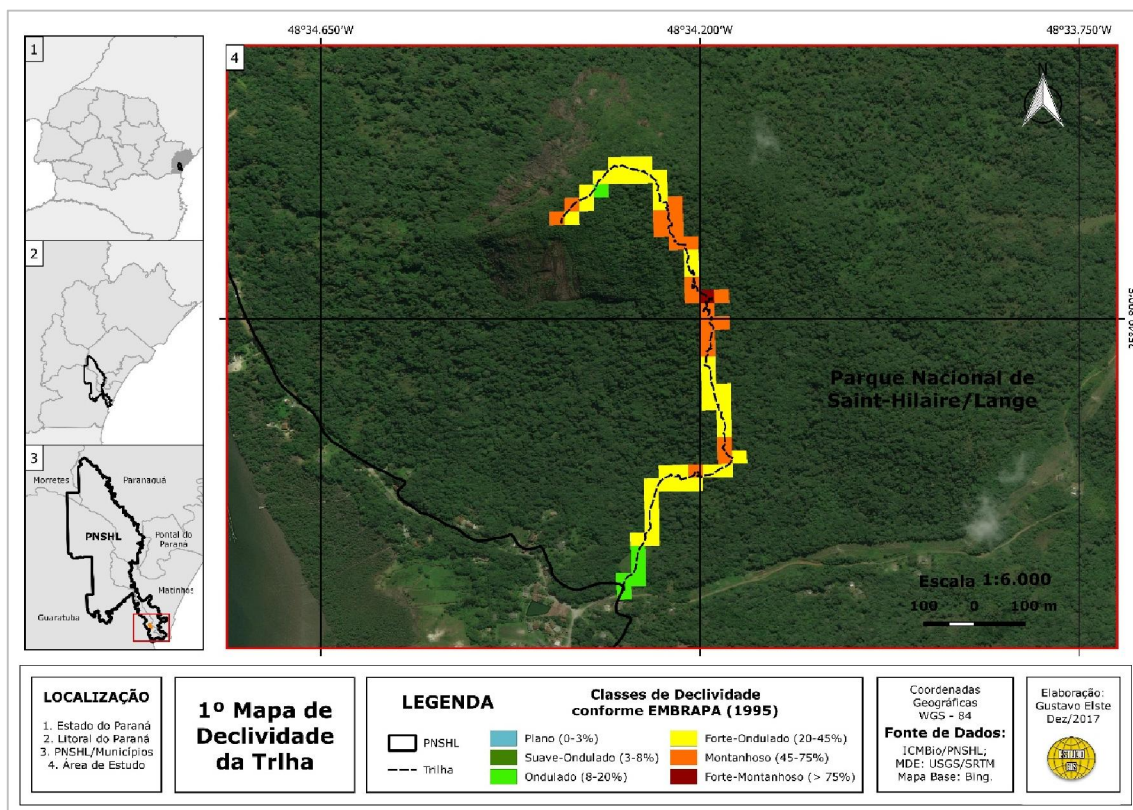 48°34.650'W
48°34.200'W
48°33.750'W
1
2
3
Morretes
Paranaguá
PNSHL
Pontal do
Paraná
Matinhos
Guaratuba
4
N
Parque Nacional de
Saint-Hilaire/Lange
Escala 1:6.000
100 0 100 m
LOCALIZAÇÃO
1. Estado do Paraná
2. Litoral do Paraná
3. PNSHL/Municípios
4. Área de Estudo
1º Mapa de
Declividade
da Trlha
LEGENDA
PNSHL
Trilha
Classes de Declividade
conforme EMBRAPA (1995)
Plano (0-3%)
Suave-Ondulado (3-8%)
Ondulado (8-20%)
Forte-Ondulado (20-45%)
Montanhoso (45-75%)
Forte-Montanhoso (> 75%)
Coordenadas
Geográficas
WGS - 84
Fonte de Dados:
ICMBio/PNSHL;
MDE: USGS/SRTM
Mapa Base: Bing.
Elaboração:
Gustavo Elste
Dez/2017